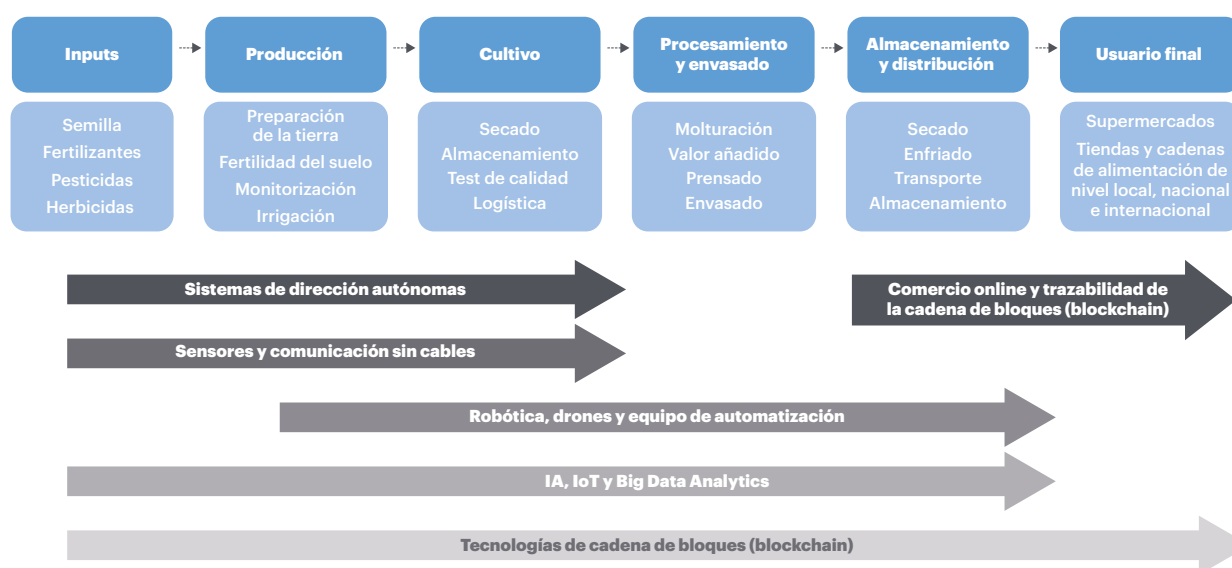 Inputs
Producción
Cultivo
Procesamiento
y envasado
Almacenamiento
y distribución
Usuario final
Semilla
Fertilizantes
Pesticidas
Herbicidas
Preparación
de la tierra
Fertilidad del suelo
Monitorización
Irrigación
Secado
Almacenamiento
Test de calidad
Logística
Molturación
Valor añadido
Prensado
Envasado
Secado
Enfriado
Transporte
Almacenamiento
Supermercados
Tiendas y cadenas
de alimentación de
nivel local, nacional
e internacional
Sistemas de dirección autónomas
Comercio online y trazabilidad de
la cadena de bloques (blockchain)
Sensores y comunicación sin cables
Robótica, drones y equipo de automatización
IA, IoT y Big Data Analytics
Tecnologías de cadena de bloques (blockchain)